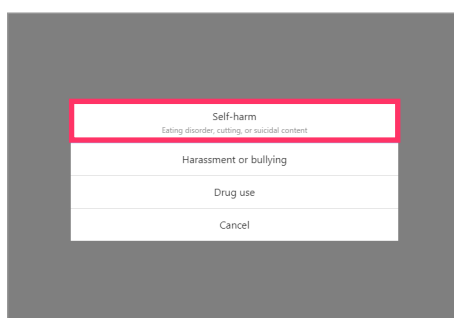 Self-harm
Eating disorder, cutting, or suicidal content
Harassment or bullying
Drug use
Cancel